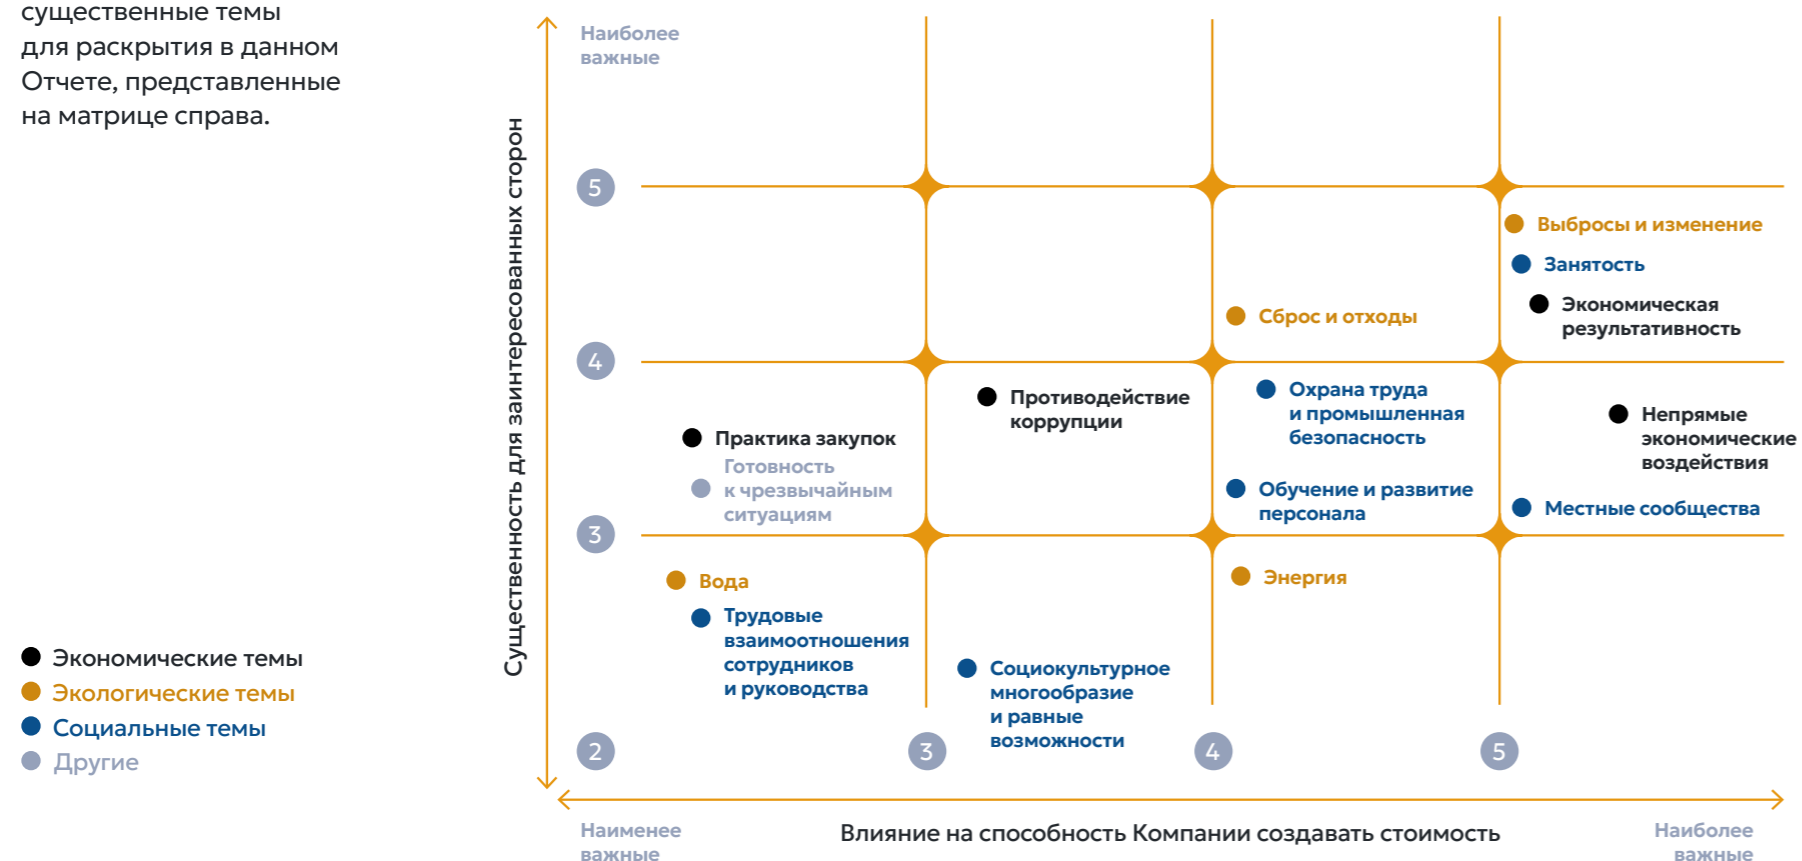 существенные темы
для раскрытия в данном
Отчете, представленные
на матрице справа.
Экономические темы
Экологические темы
Социальные темы
Другие
Существенность для заинтересованных сторон
Наиболее
важные
5
4
3
2
3
4
5
Выбросы и изменение
Занятость
Экономическая
результативность
Сброс и отходы
Противодействие
коррупции
Охрана труда
и промышленная
безопасность
Непрямые
экономические
воздействия
Практика закупок
Готовность
к чрезвычайным
ситуациям
Обучение и развитие
персонала
Местные сообщества
Вода
Трудовые
взаимоотношения
сотрудников
и руководства
Энергия
Социокультурное
многообразие
и равные
возможности
Наименее
важные
Влияние на способность Компании создавать стоимость
Наиболее
важные